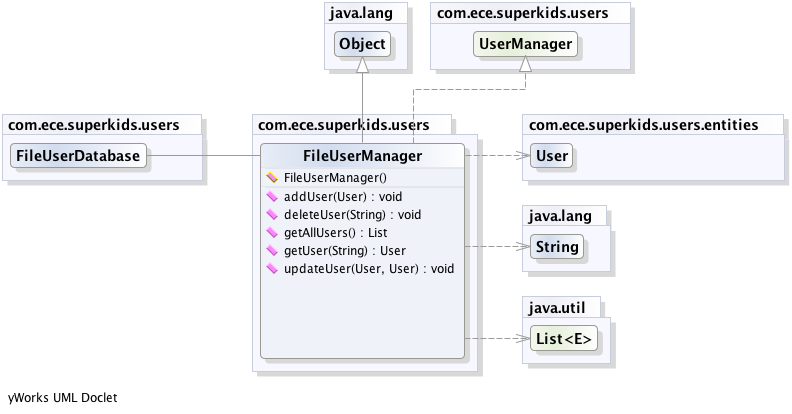 java.lang
Object
com.ece.superkids.users
UserManager
com.ece.superkids.users
FileUserDatabase
com.ece.superkids.users
FileUserManager
FileUserManager()
addUser(User) : void
deleteUser(String) : void
getAllUsers() : List
getUser(String) : User
updateUser(User, User) : void
com.ece.superkids.users.entities
User
java.lang
String
java.util
List<E>
yWorks UML Doclet